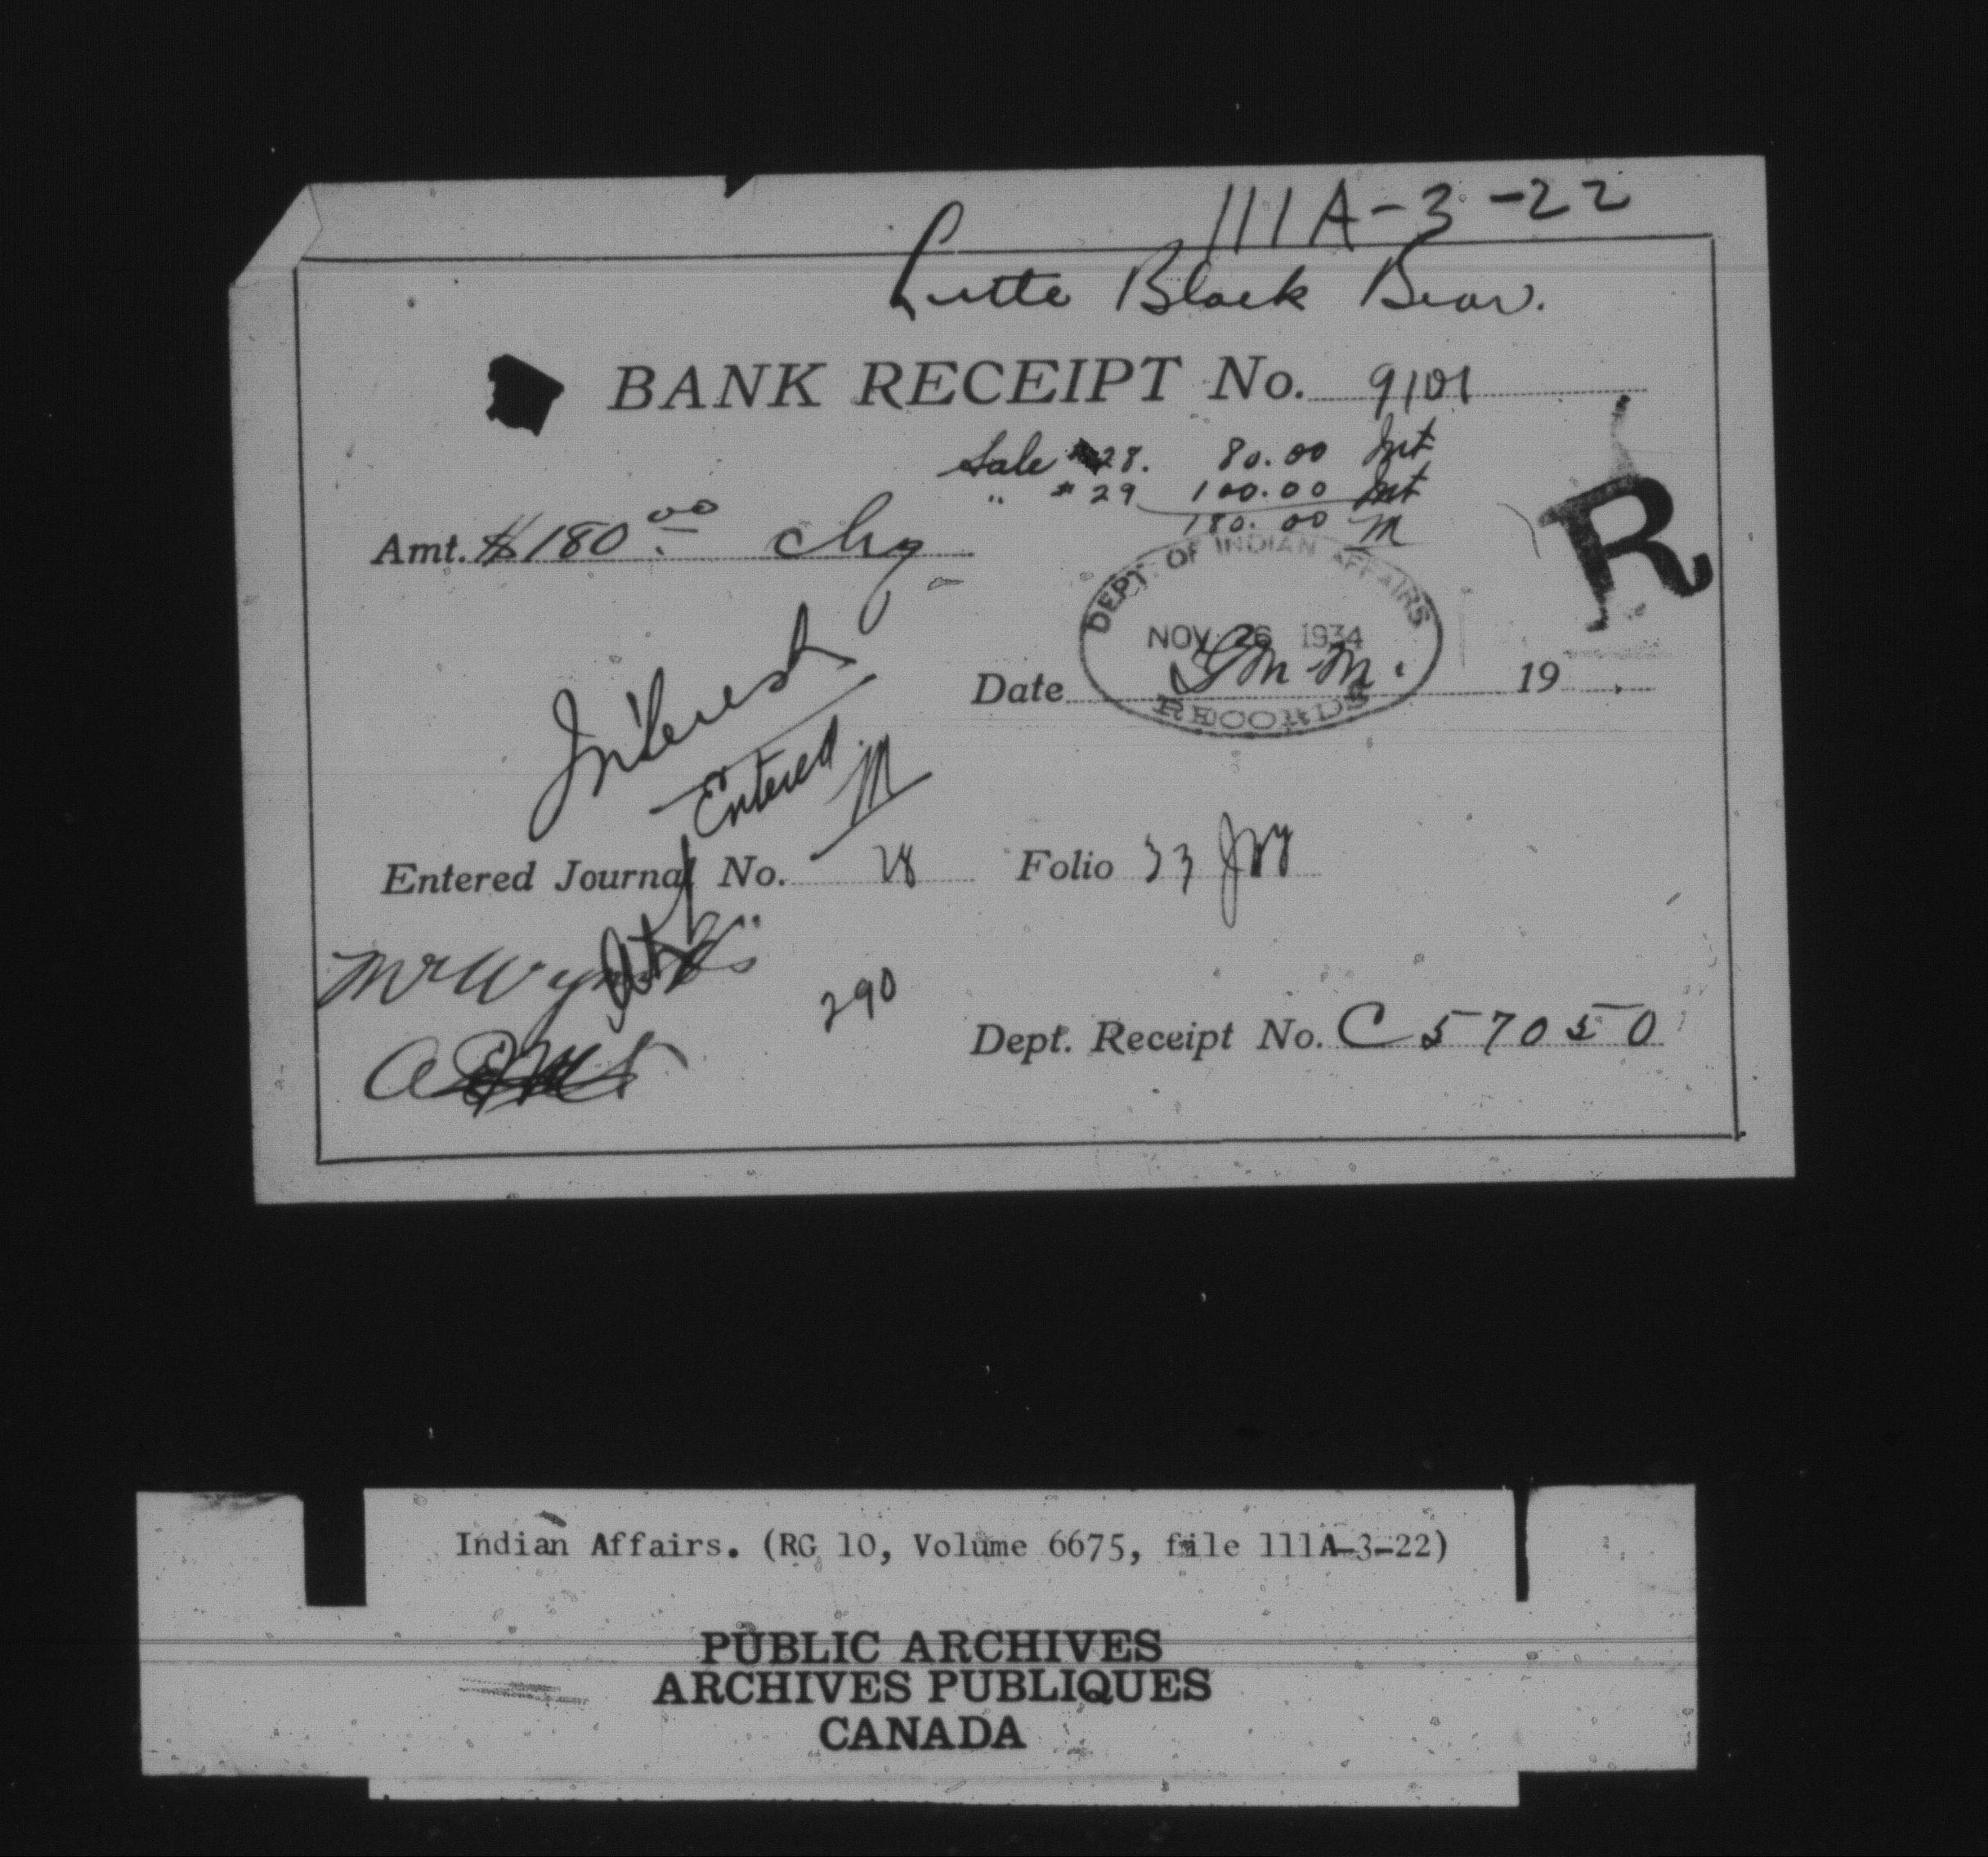 111A-3-22
Little Black Bear.
BANK RECEIPT No. 9101
Sale #28. 80.00 Int
" #29 100.00 Int
180.00 M
Amt. $180.00 chq
R
DEPT. OF INDIAN AFFAIRS
NOV 26 1934
RECORDS
Date 19
Interest
Entered M
Entered Journal No. 28 Folio 33
Mr
290
Dept. Receipt No. C57050
Indian Affairs. (RG 10, Volume 6675, file 111A-3-22)
PUBLIC ARCHIVES
ARCHIVES PUBLIQUES
CANADA